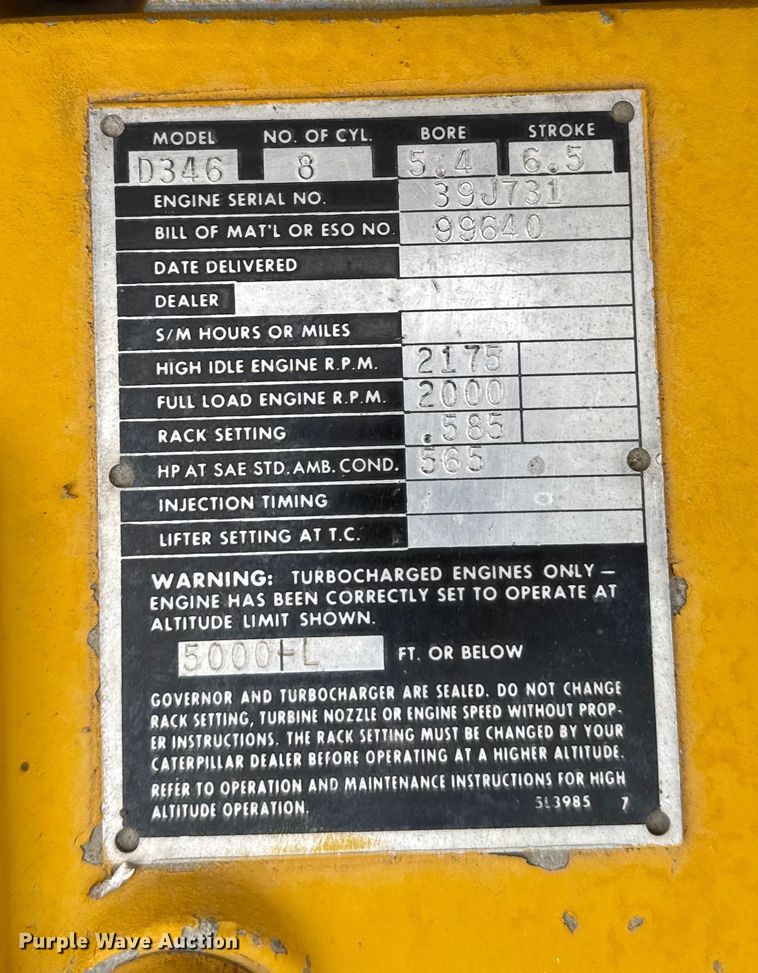 MODEL NO. OF CYL. BORE STROKE
D346 8 5.4 6.5
ENGINE SERIAL NO. 39J731
BILL OF MAT'L OR ESO NO. 99640
DATE DELIVERED
DEALER
S/M HOURS OR MILES
HIGH IDLE ENGINE R.P.M. 2175
FULL LOAD ENGINE R.P.M. 2000
RACK SETTING .585
HP AT SAE STD. AMB. COND. 565
INJECTION TIMING
LIFTER SETTING AT T.C.
WARNING: TURBOCHARGED ENGINES ONLY —
ENGINE HAS BEEN CORRECTLY SET TO OPERATE AT
ALTITUDE LIMIT SHOWN.
5000 FT. OR BELOW
GOVERNOR AND TURBOCHARGER ARE SEALED. DO NOT CHANGE
RACK SETTING, TURBINE NOZZLE OR ENGINE SPEED WITHOUT PROP-
ER INSTRUCTIONS. THE RACK SETTING MUST BE CHANGED BY YOUR
CATERPILLAR DEALER BEFORE OPERATING AT A HIGHER ALTITUDE.
REFER TO OPERATION AND MAINTENANCE INSTRUCTIONS FOR HIGH
ALTITUDE OPERATION. 5L3985 7
Purple Wave Auction